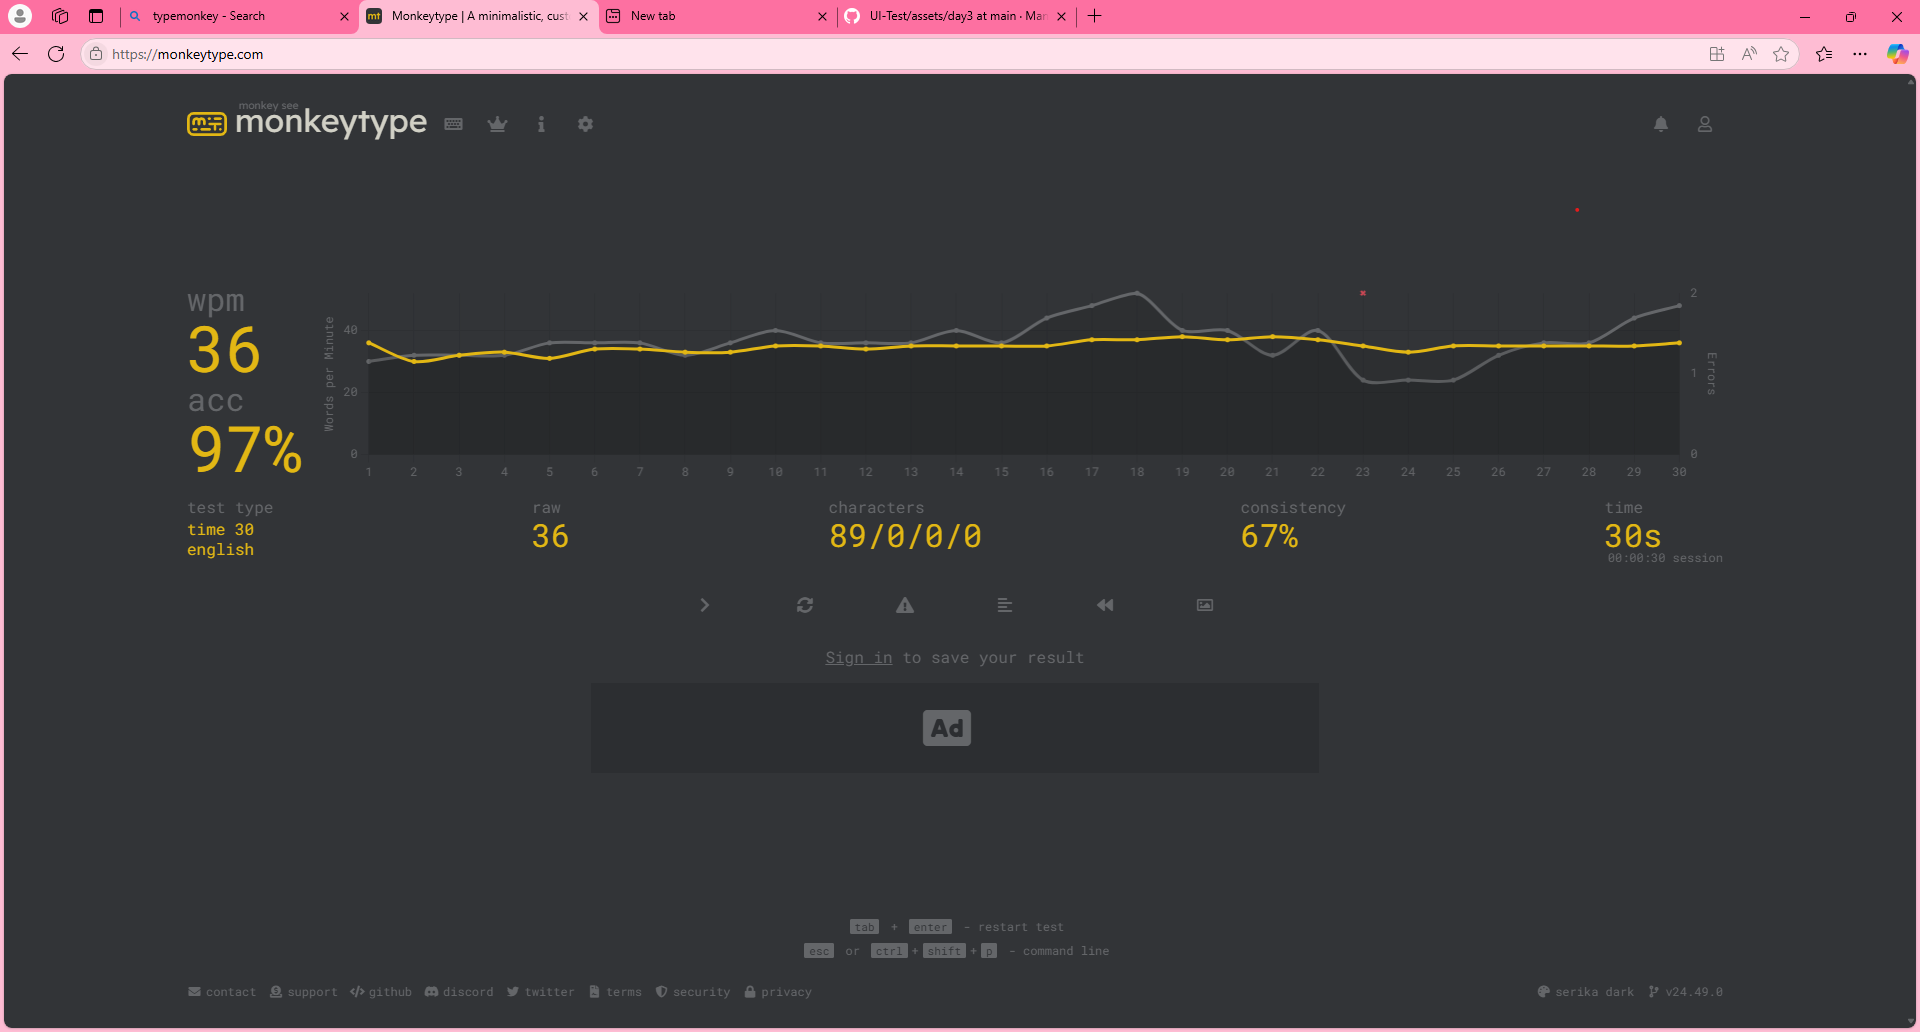 typemonkey - Search
Monkeytype | A minimalistic, cust
New tab
UI-Test/assets/day3 at main · Mar
https://monkeytype.com
monkey see
monkeytype
wpm
36
acc
97%
Words per Minute
40
20
0
1 2 3 4 5 6 7 8 9 10 11 12 13 14 15 16 17 18 19 20 21 22 23 24 25 26 27 28 29 30
2
1
0
Errors
test type
time 30
english
raw
36
characters
89/0/0/0
consistency
67%
time
30s
00:00:30 session
Sign in to save your result
Ad
tab + enter - restart test
esc or ctrl + shift + p - command line
contact support github discord twitter terms security privacy
serika dark v24.49.0